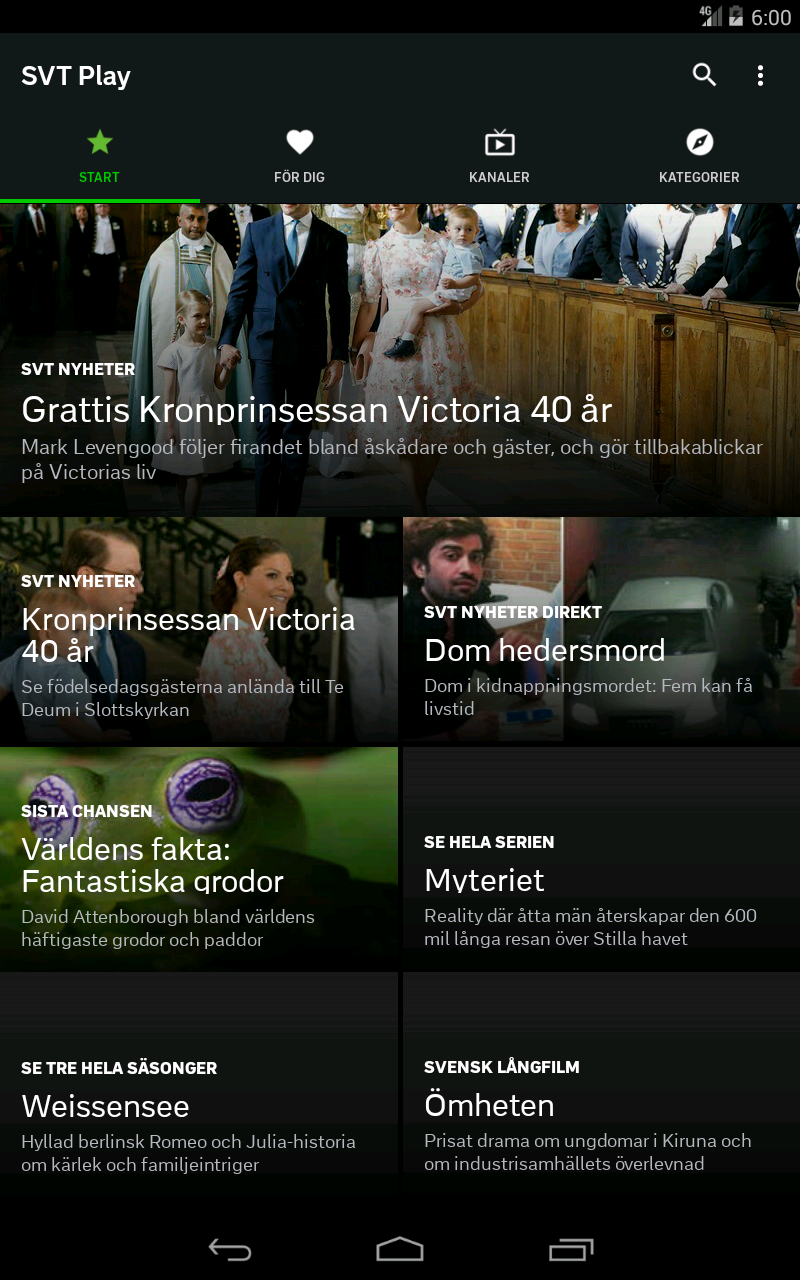 4G 6:00
SVT Play
START
FÖR DIG
KANALER
KATEGORIER
SVT NYHETER
Grattis Kronprinsessan Victoria 40 år
Mark Levengood följer firandet bland åskådare och gäster, och gör tillbakablickar
på Victorias liv
SVT NYHETER
Kronprinsessan Victoria
40 år
Se födelsedagsgästerna anlända till Te
Deum i Slottskyrkan
SVT NYHETER DIREKT
Dom hedersmord
Dom i kidnappningsmordet: Fem kan få
livstid
SISTA CHANSEN
Världens fakta:
Fantastiska grodor
David Attenborough bland världens
häftigaste grodor och paddor
SE HELA SERIEN
Myteriet
Reality där åtta män återskapar den 600
mil långa resan över Stilla havet
SE TRE HELA SÄSONGER
Weissensee
Hyllad berlinsk Romeo och Julia-historia
om kärlek och familjeintriger
SVENSK LÅNGFILM
Ömheten
Prisat drama om ungdomar i Kiruna och
om industrisamhällets överlevnad